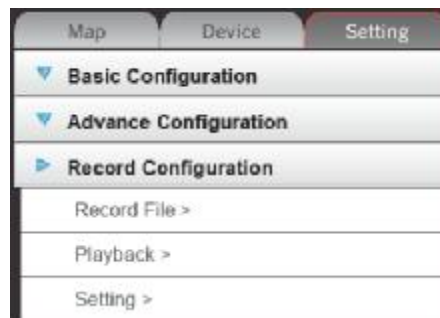 Map Device Setting
Basic Configuration
Advance Configuration
Record Configuration
Record File >
Playback >
Setting >